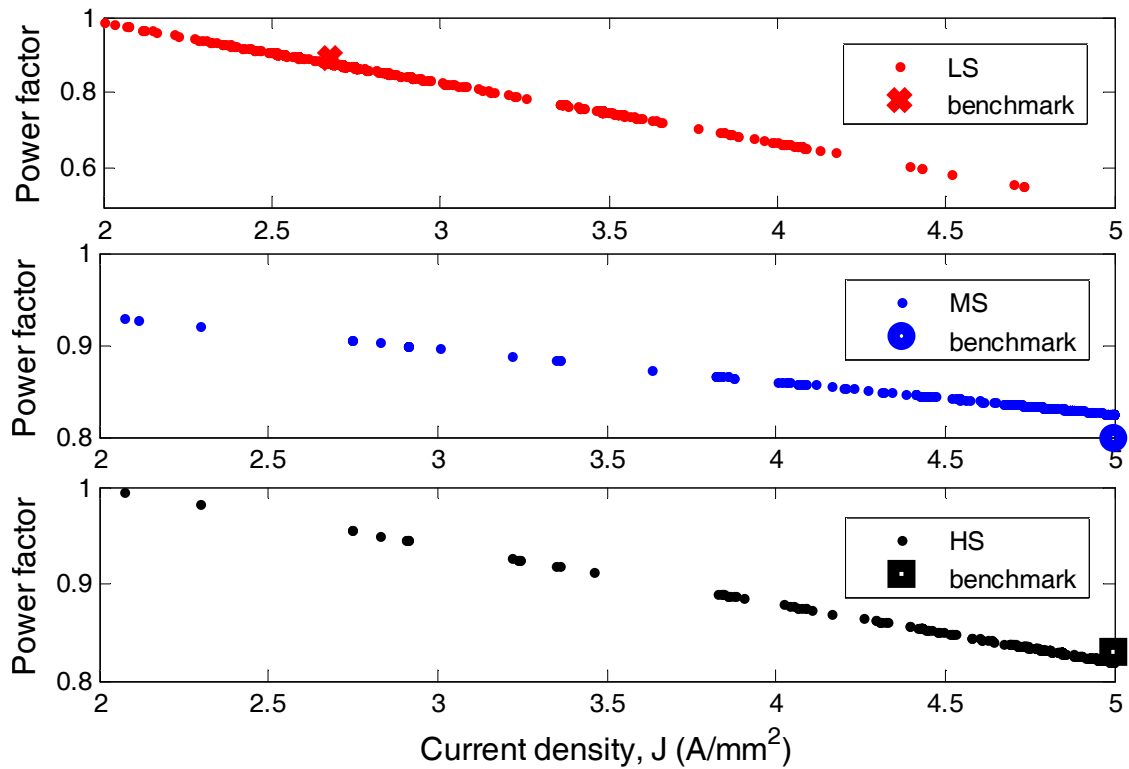 Power factor
1
0.8
0.6
2 2.5 3 3.5 4 4.5 5
LS
benchmark
Power factor
1
0.9
0.8
2 2.5 3 3.5 4 4.5 5
MS
benchmark
Power factor
1
0.9
0.8
2 2.5 3 3.5 4 4.5 5
HS
benchmark
Current density, J (A/mm²)